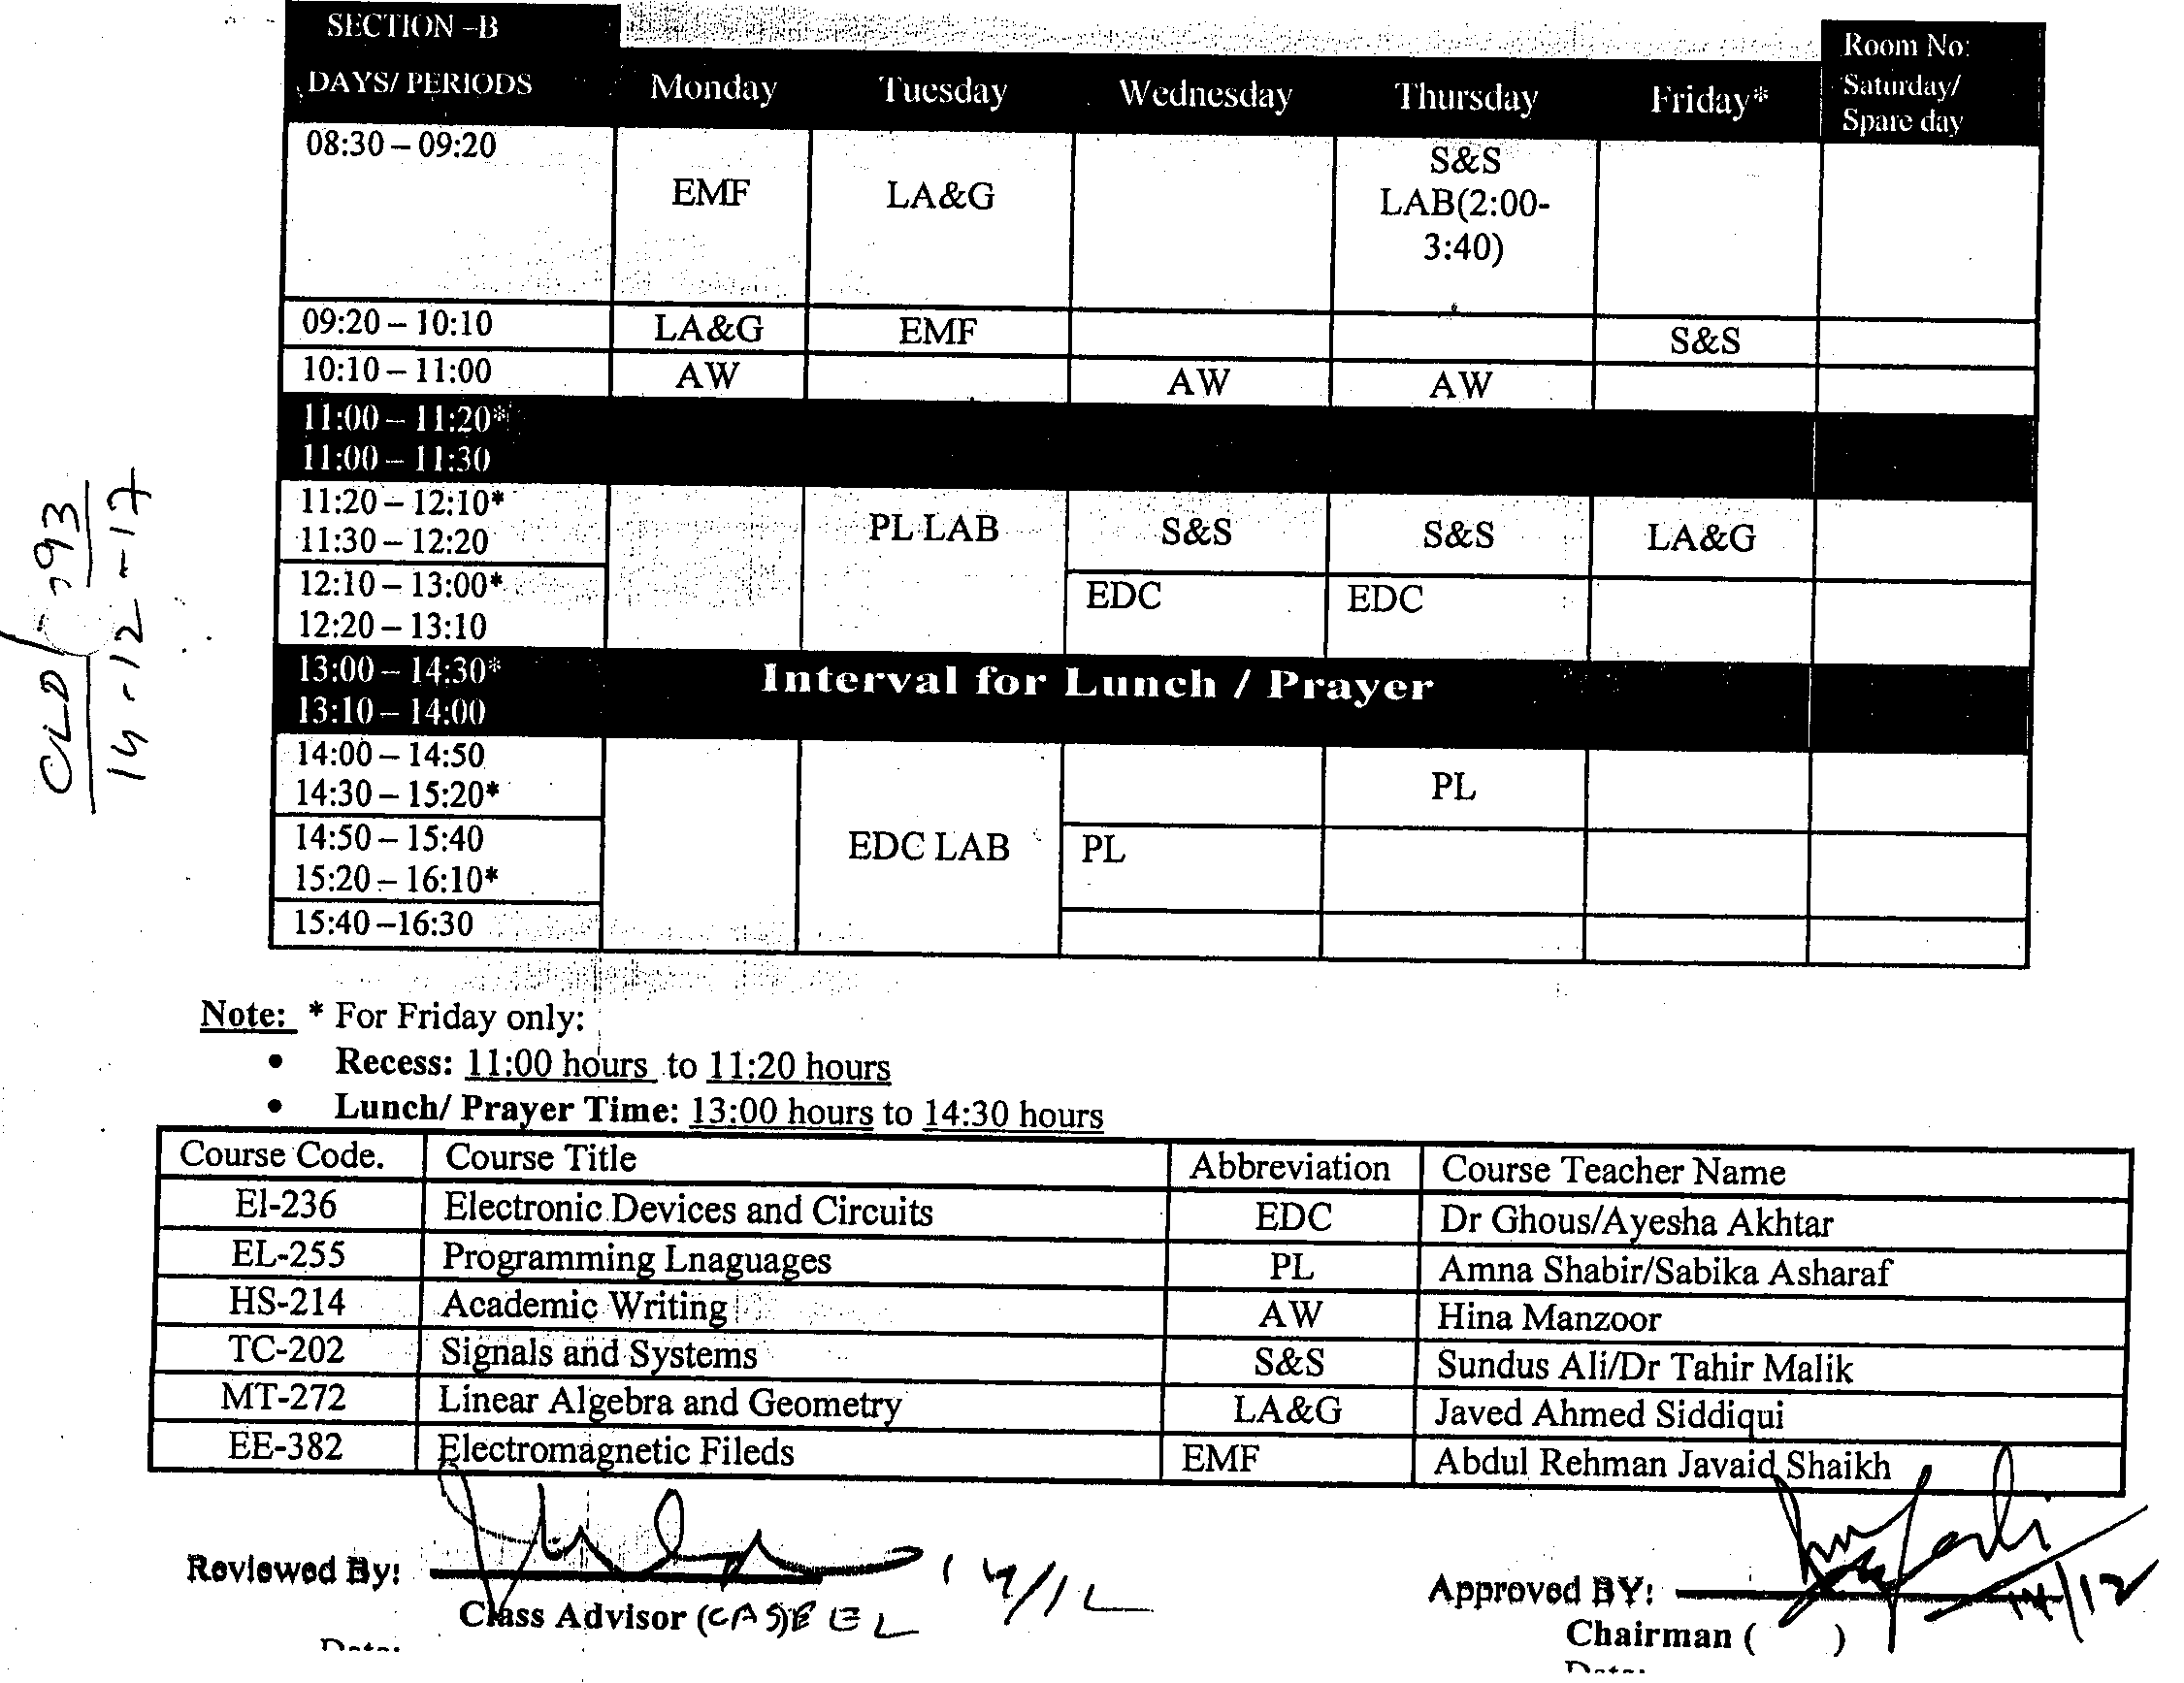 SECTION –B
Room No:
DAYS/ PERIODS Monday Tuesday Wednesday Thursday Friday* Saturday/
Spare day
08:30 – 09:20 EMF LA&G S&S
LAB(2:00-
3:40)
09:20 – 10:10 LA&G EMF S&S
10:10 – 11:00 AW AW AW
11:00 – 11:20*
11:00 – 11:30
11:20 – 12:10*
11:30 – 12:20 PL LAB S&S S&S LA&G
12:10 – 13:00* EDC EDC
12:20 – 13:10
13:00 – 14:30* Interval for Lunch / Prayer
13:10 – 14:00
14:00 – 14:50
14:30 – 15:20* PL
14:50 – 15:40 EDC LAB PL
15:20 – 16:10*
15:40 –16:30
14-12-17
Note: * For Friday only:
• Recess: 11:00 hours to 11:20 hours
• Lunch/ Prayer Time: 13:00 hours to 14:30 hours
Course Code. Course Title Abbreviation Course Teacher Name
El-236 Electronic Devices and Circuits EDC Dr Ghous/Ayesha Akhtar
EL-255 Programming Lnaguages PL Amna Shabir/Sabika Asharaf
HS-214 Academic Writing AW Hina Manzoor
TC-202 Signals and Systems S&S Sundus Ali/Dr Tahir Malik
MT-272 Linear Algebra and Geometry LA&G Javed Ahmed Siddiqui
EE-382 Electromagnetic Fileds EMF Abdul Rehman Javaid Shaikh
Reviewed By: 14/12
Approved BY: 14/12
Class Advisor
Chairman ( )